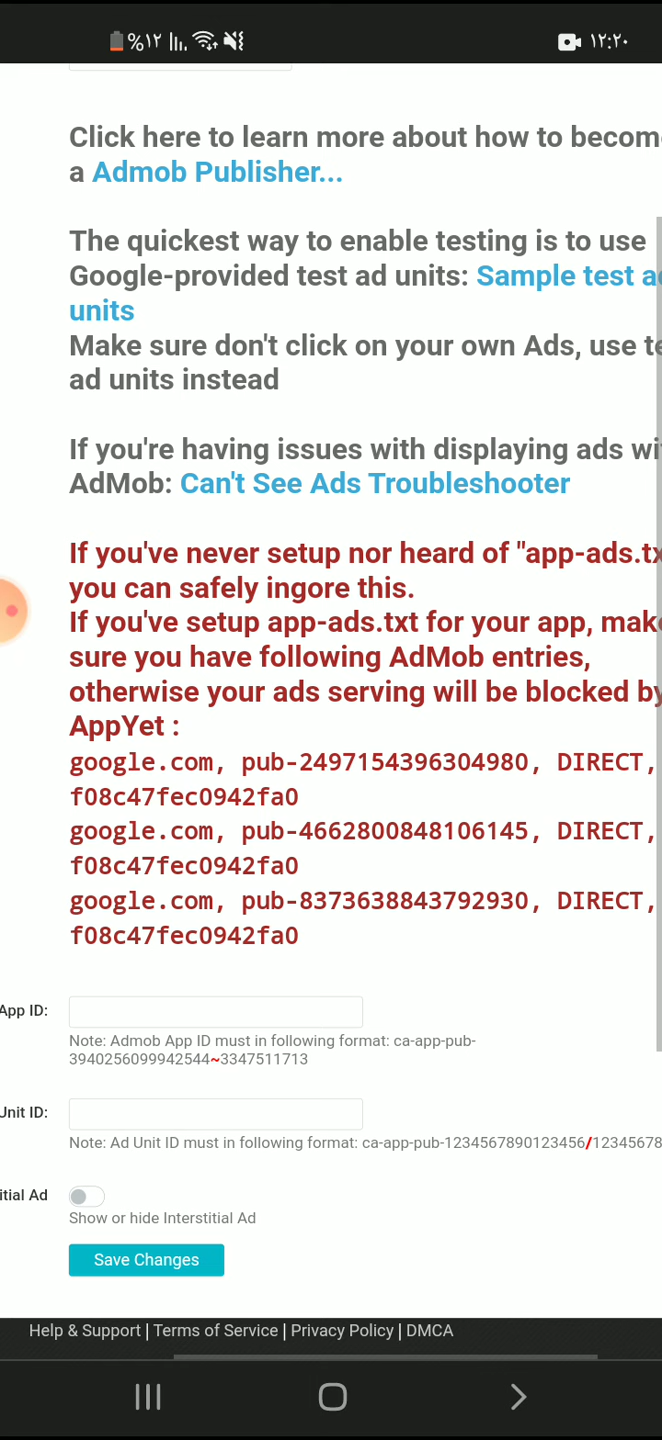 %۱۲ ۱۲:۲۰
Click here to learn more about how to becom
a Admob Publisher...
The quickest way to enable testing is to use
Google-provided test ad units: Sample test a
units
Make sure don't click on your own Ads, use te
ad units instead
If you're having issues with displaying ads wi
AdMob: Can't See Ads Troubleshooter
If you've never setup nor heard of "app-ads.tx
you can safely ingore this.
If you've setup app-ads.txt for your app, mak
sure you have following AdMob entries,
otherwise your ads serving will be blocked by
AppYet :
google.com, pub-2497154396304980, DIRECT,
f08c47fec0942fa0
google.com, pub-4662800848106145, DIRECT,
f08c47fec0942fa0
google.com, pub-8373638843792930, DIRECT,
f08c47fec0942fa0
App ID:
Note: Admob App ID must in following format: ca-app-pub-
3940256099942544~3347511713
Unit ID:
Note: Ad Unit ID must in following format: ca-app-pub-1234567890123456/12345678
itial Ad
Show or hide Interstitial Ad
Save Changes
Help & Support | Terms of Service | Privacy Policy | DMCA